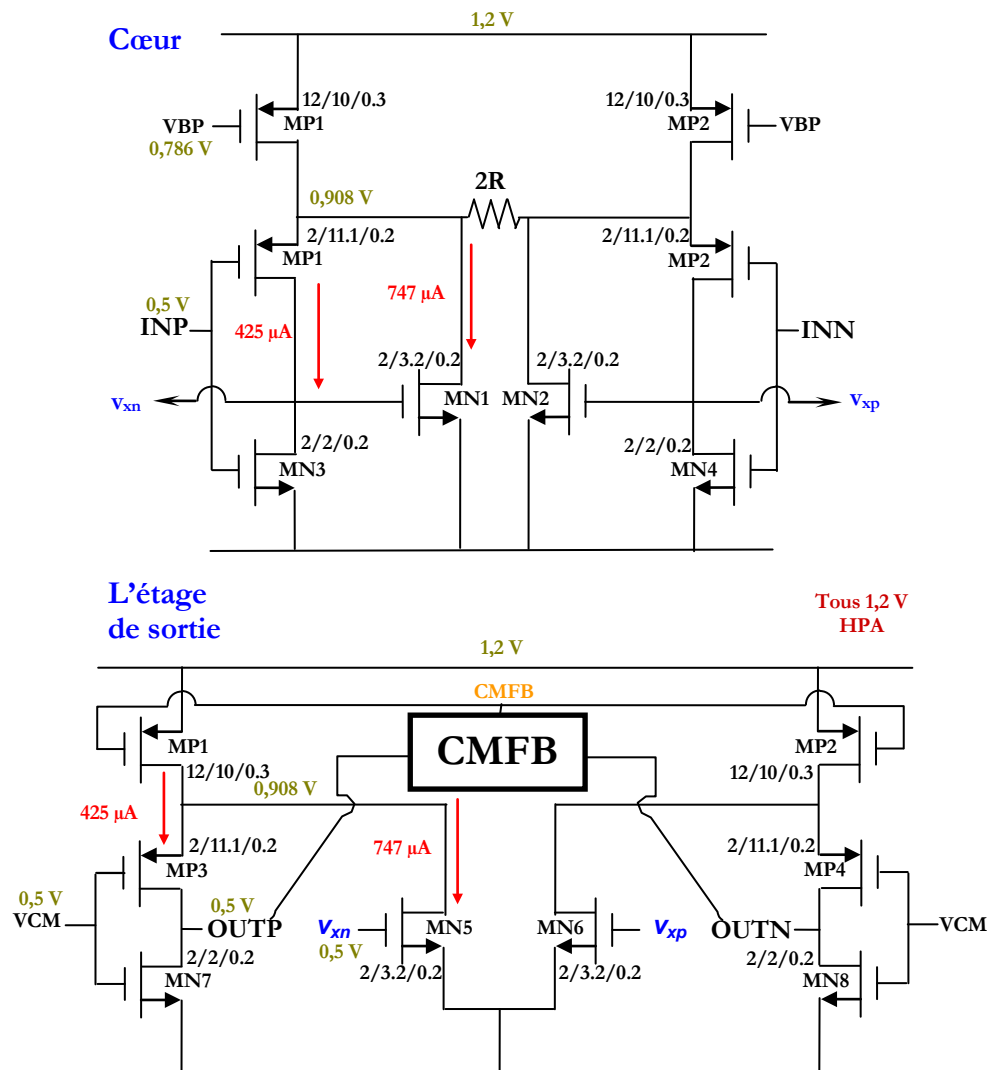 1,2 V
Cœur
12/10/0.3
12/10/0.3
MP1
MP2
VBP
VBP
0,786 V
2R
0,908 V
2/11.1/0.2
2/11.1/0.2
MP1
MP2
747 µA
0,5 V
INP
425 µA
INN
2/3.2/0.2
2/3.2/0.2
vxn
MN1
MN2
vxp
2/2/0.2
2/2/0.2
MN3
MN4
L'étage
de sortie
Tous 1,2 V
HPA
1,2 V
CMFB
MP1
CMFB
MP2
12/10/0.3
12/10/0.3
0,908 V
425 µA
747 µA
2/11.1/0.2
2/11.1/0.2
MP3
MP4
0,5 V
VCM
0,5 V
OUTP
vxn
MN5
MN6
vxp
OUTN
VCM
0,5 V
2/2/0.2
2/2/0.2
MN7
2/3.2/0.2
2/3.2/0.2
MN8